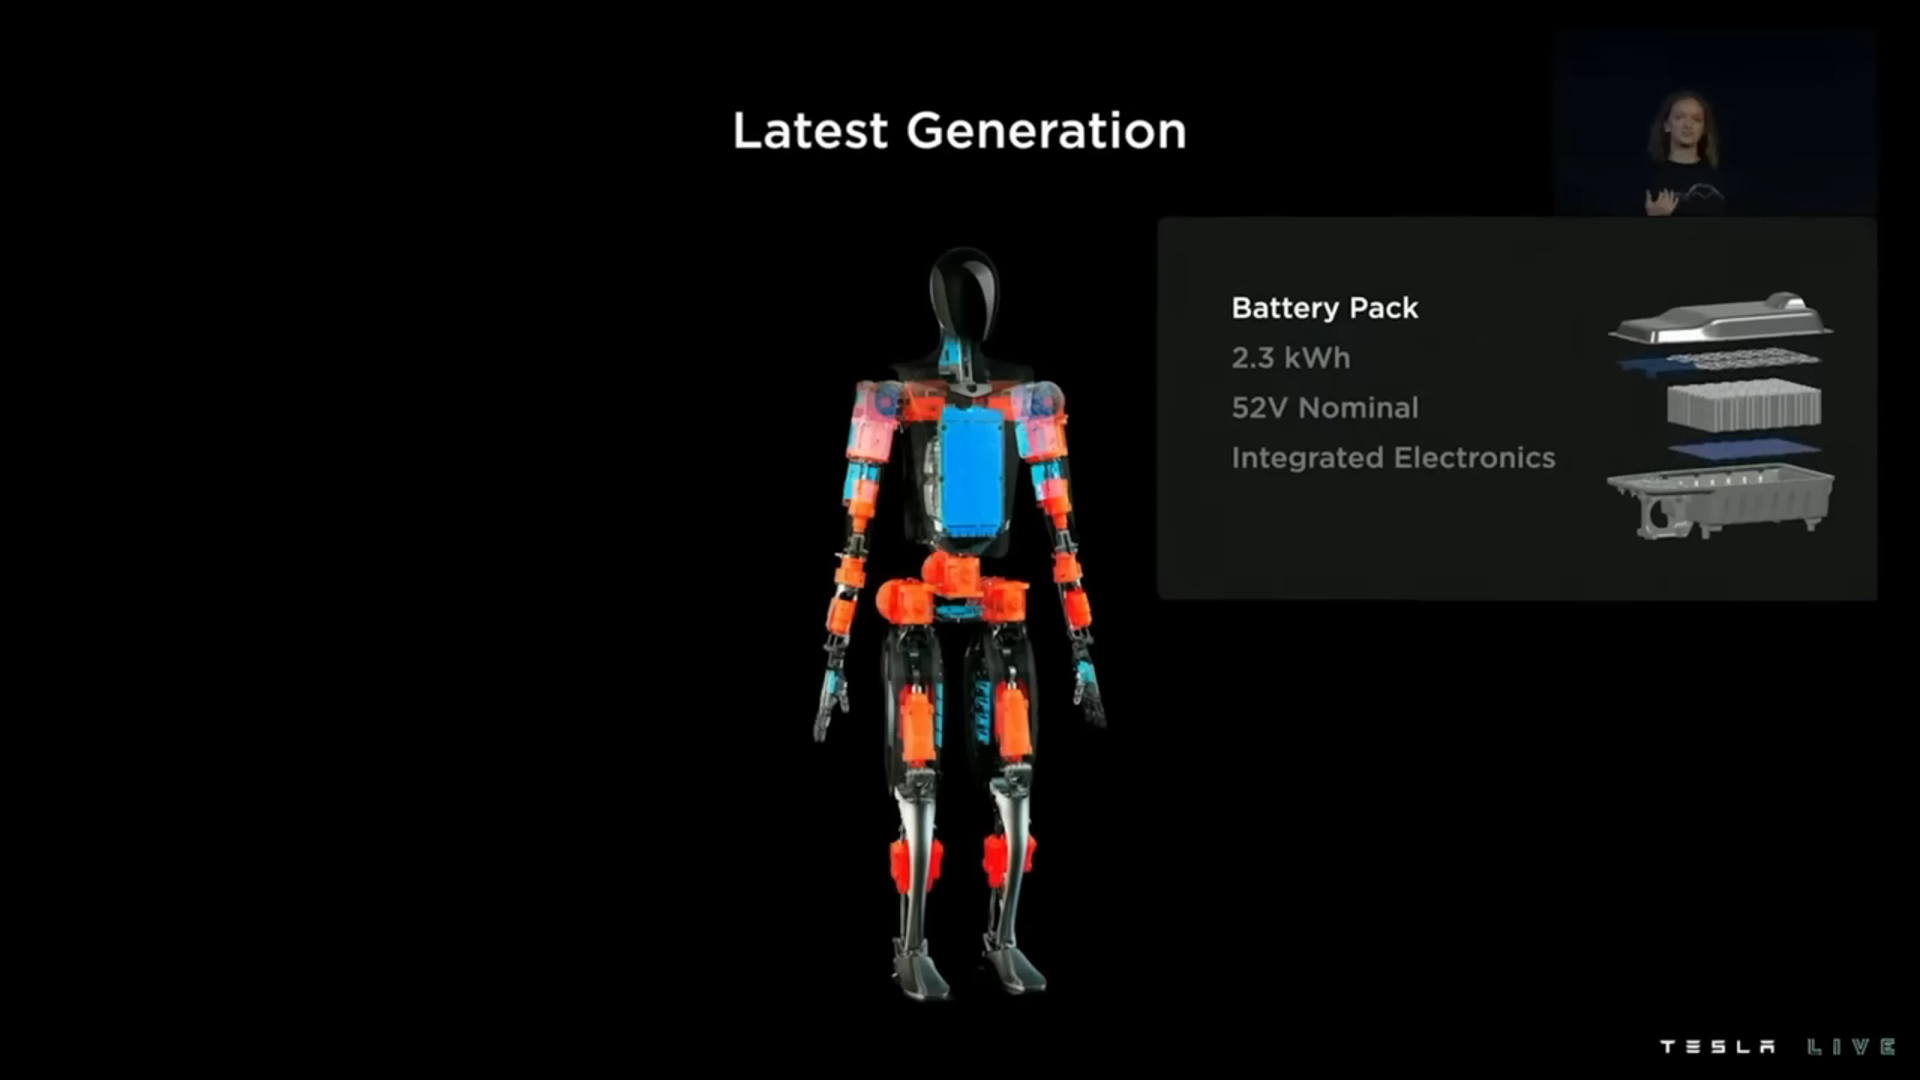 Latest Generation
Battery Pack
2.3 kWh
52V Nominal
Integrated Electronics
TESLA LIVE